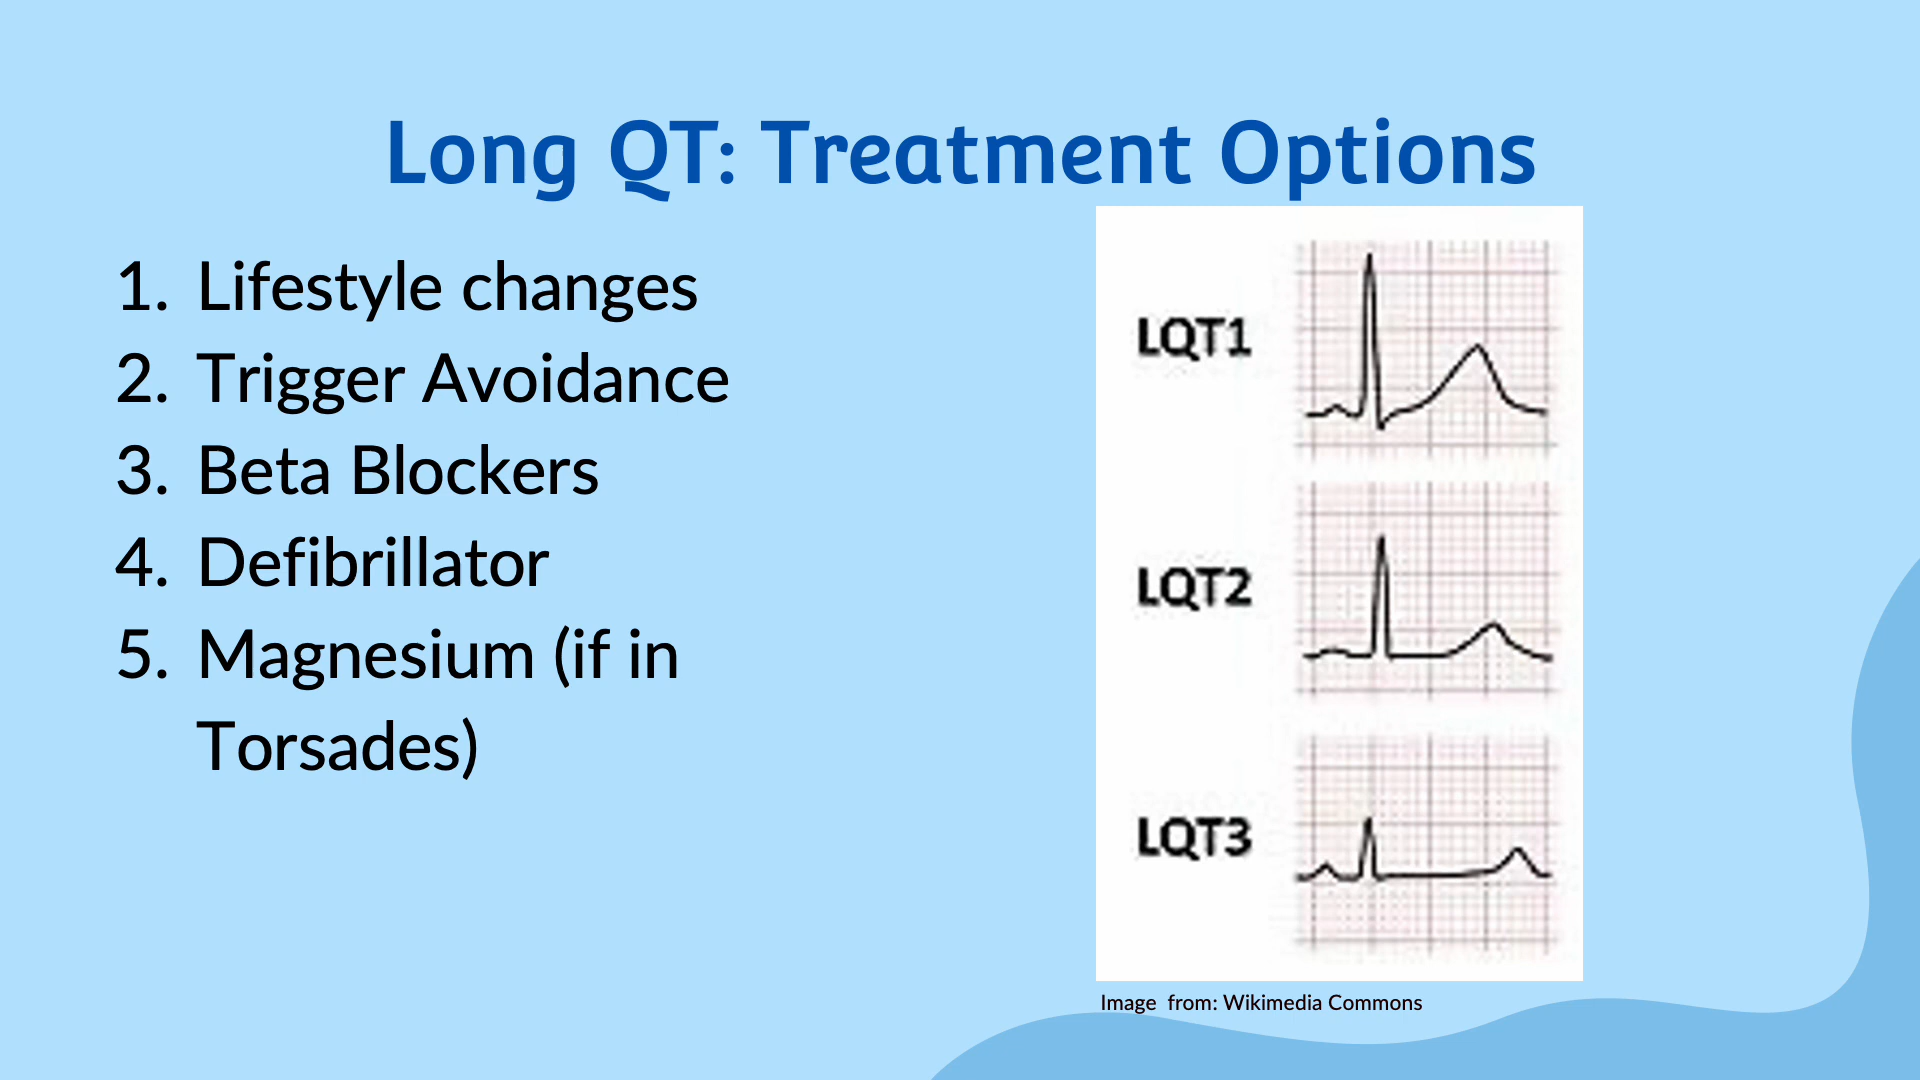 Long QT: Treatment Options
1. Lifestyle changes
2. Trigger Avoidance
3. Beta Blockers
4. Defibrillator
5. Magnesium (if in
Torsades)
LQT1
LQT2
LQT3
Image from: Wikimedia Commons